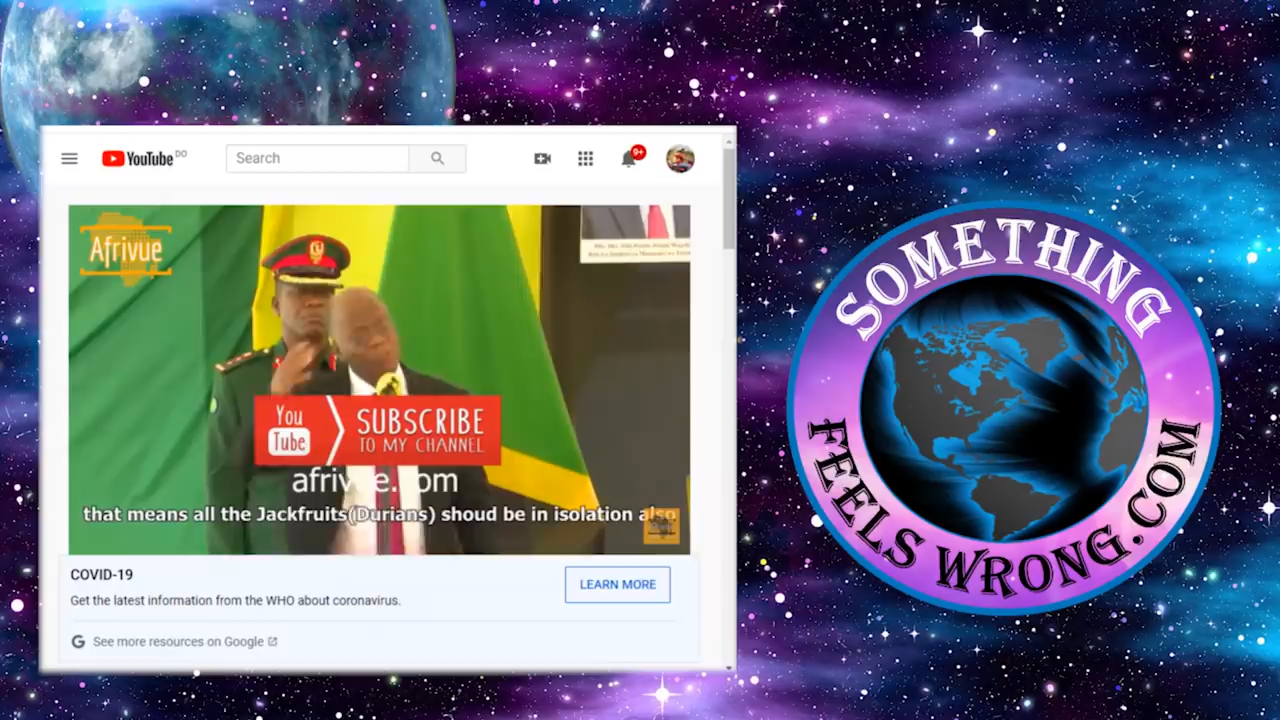 YouTube DO
Search
9+
Afrivue
You
Tube
SUBSCRIBE
TO MY CHANNEL
that means all the Jackfruits(Durians) shoud be in isolation also
COVID-19
Get the latest information from the WHO about coronavirus.
LEARN MORE
See more resources on Google
SOMETHING
FEELS WRONG.COM